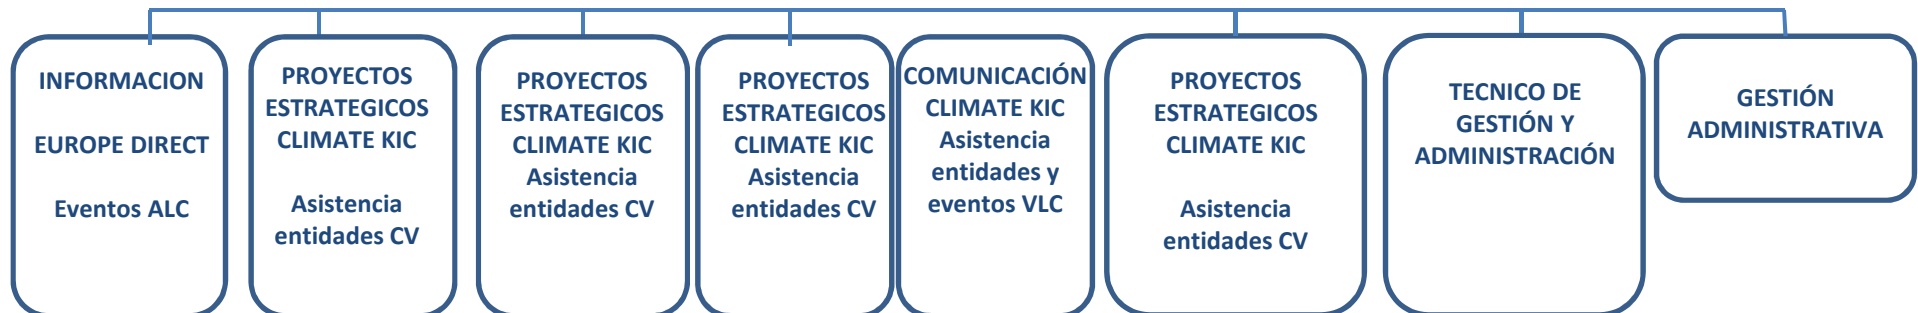 INFORMACION
EUROPE DIRECT
Eventos ALC
PROYECTOS
ESTRATEGICOS
CLIMATE KIC
Asistencia
entidades CV
PROYECTOS
ESTRATEGICOS
CLIMATE KIC
Asistencia
entidades CV
PROYECTOS
ESTRATEGICOS
CLIMATE KIC
Asistencia
entidades CV
COMUNICACIÓN
CLIMATE KIC
Asistencia
entidades y
eventos VLC
PROYECTOS
ESTRATEGICOS
CLIMATE KIC
Asistencia
entidades CV
TECNICO DE
GESTIÓN Y
ADMINISTRACIÓN
GESTIÓN
ADMINISTRATIVA